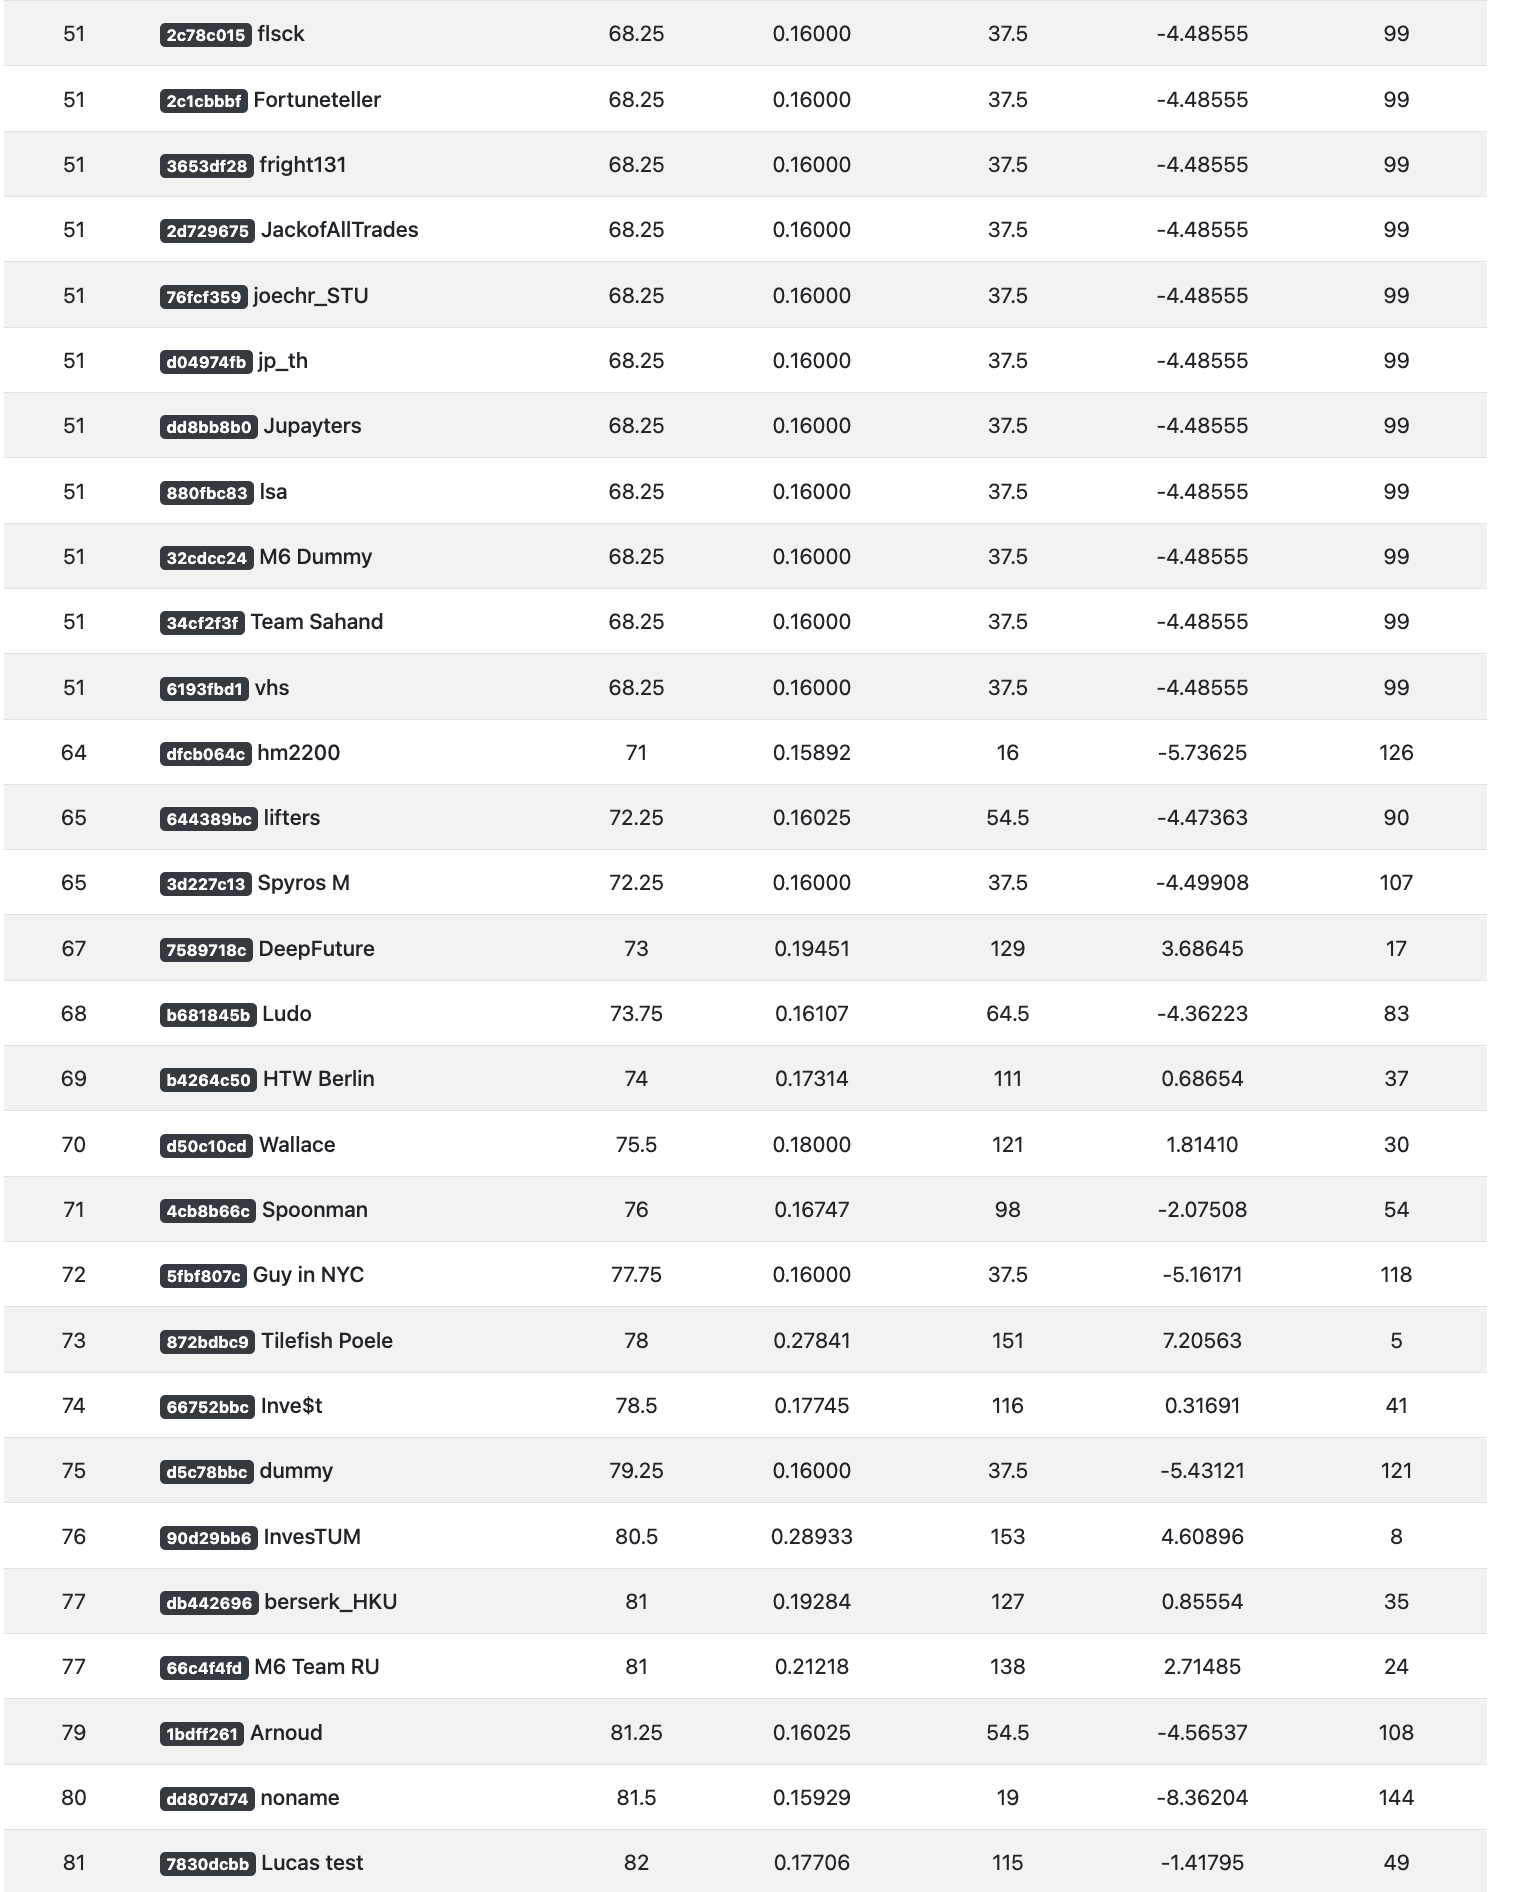 51 2c78c015 flsck 68.25 0.16000 37.5 -4.48555 99
51 2c1cbbbf Fortuneteller 68.25 0.16000 37.5 -4.48555 99
51 3653df28 fright131 68.25 0.16000 37.5 -4.48555 99
51 2d729675 JackofAllTrades 68.25 0.16000 37.5 -4.48555 99
51 76fcf359 joechr_STU 68.25 0.16000 37.5 -4.48555 99
51 d04974fb jp_th 68.25 0.16000 37.5 -4.48555 99
51 dd8bb8b0 Jupayters 68.25 0.16000 37.5 -4.48555 99
51 880fbc83 lsa 68.25 0.16000 37.5 -4.48555 99
51 32cdcc24 M6 Dummy 68.25 0.16000 37.5 -4.48555 99
51 34cf2f3f Team Sahand 68.25 0.16000 37.5 -4.48555 99
51 6193fbd1 vhs 68.25 0.16000 37.5 -4.48555 99
64 dfcb064c hm2200 71 0.15892 16 -5.73625 126
65 644389bc lifters 72.25 0.16025 54.5 -4.47363 90
65 3d227c13 Spyros M 72.25 0.16000 37.5 -4.49908 107
67 7589718c DeepFuture 73 0.19451 129 3.68645 17
68 b681845b Ludo 73.75 0.16107 64.5 -4.36223 83
69 b4264c50 HTW Berlin 74 0.17314 111 0.68654 37
70 d50c10cd Wallace 75.5 0.18000 121 1.81410 30
71 4cb8b66c Spoonman 76 0.16747 98 -2.07508 54
72 5fbf807c Guy in NYC 77.75 0.16000 37.5 -5.16171 118
73 872bdbc9 Tilefish Poele 78 0.27841 151 7.20563 5
74 66752bbc Inve$t 78.5 0.17745 116 0.31691 41
75 d5c78bbc dummy 79.25 0.16000 37.5 -5.43121 121
76 90d29bb6 InvesTUM 80.5 0.28933 153 4.60896 8
77 db442696 berserk_HKU 81 0.19284 127 0.85554 35
77 66c4f4fd M6 Team RU 81 0.21218 138 2.71485 24
79 1bdff261 Arnoud 81.25 0.16025 54.5 -4.56537 108
80 dd807d74 noname 81.5 0.15929 19 -8.36204 144
81 7830dcbb Lucas test 82 0.17706 115 -1.41795 49